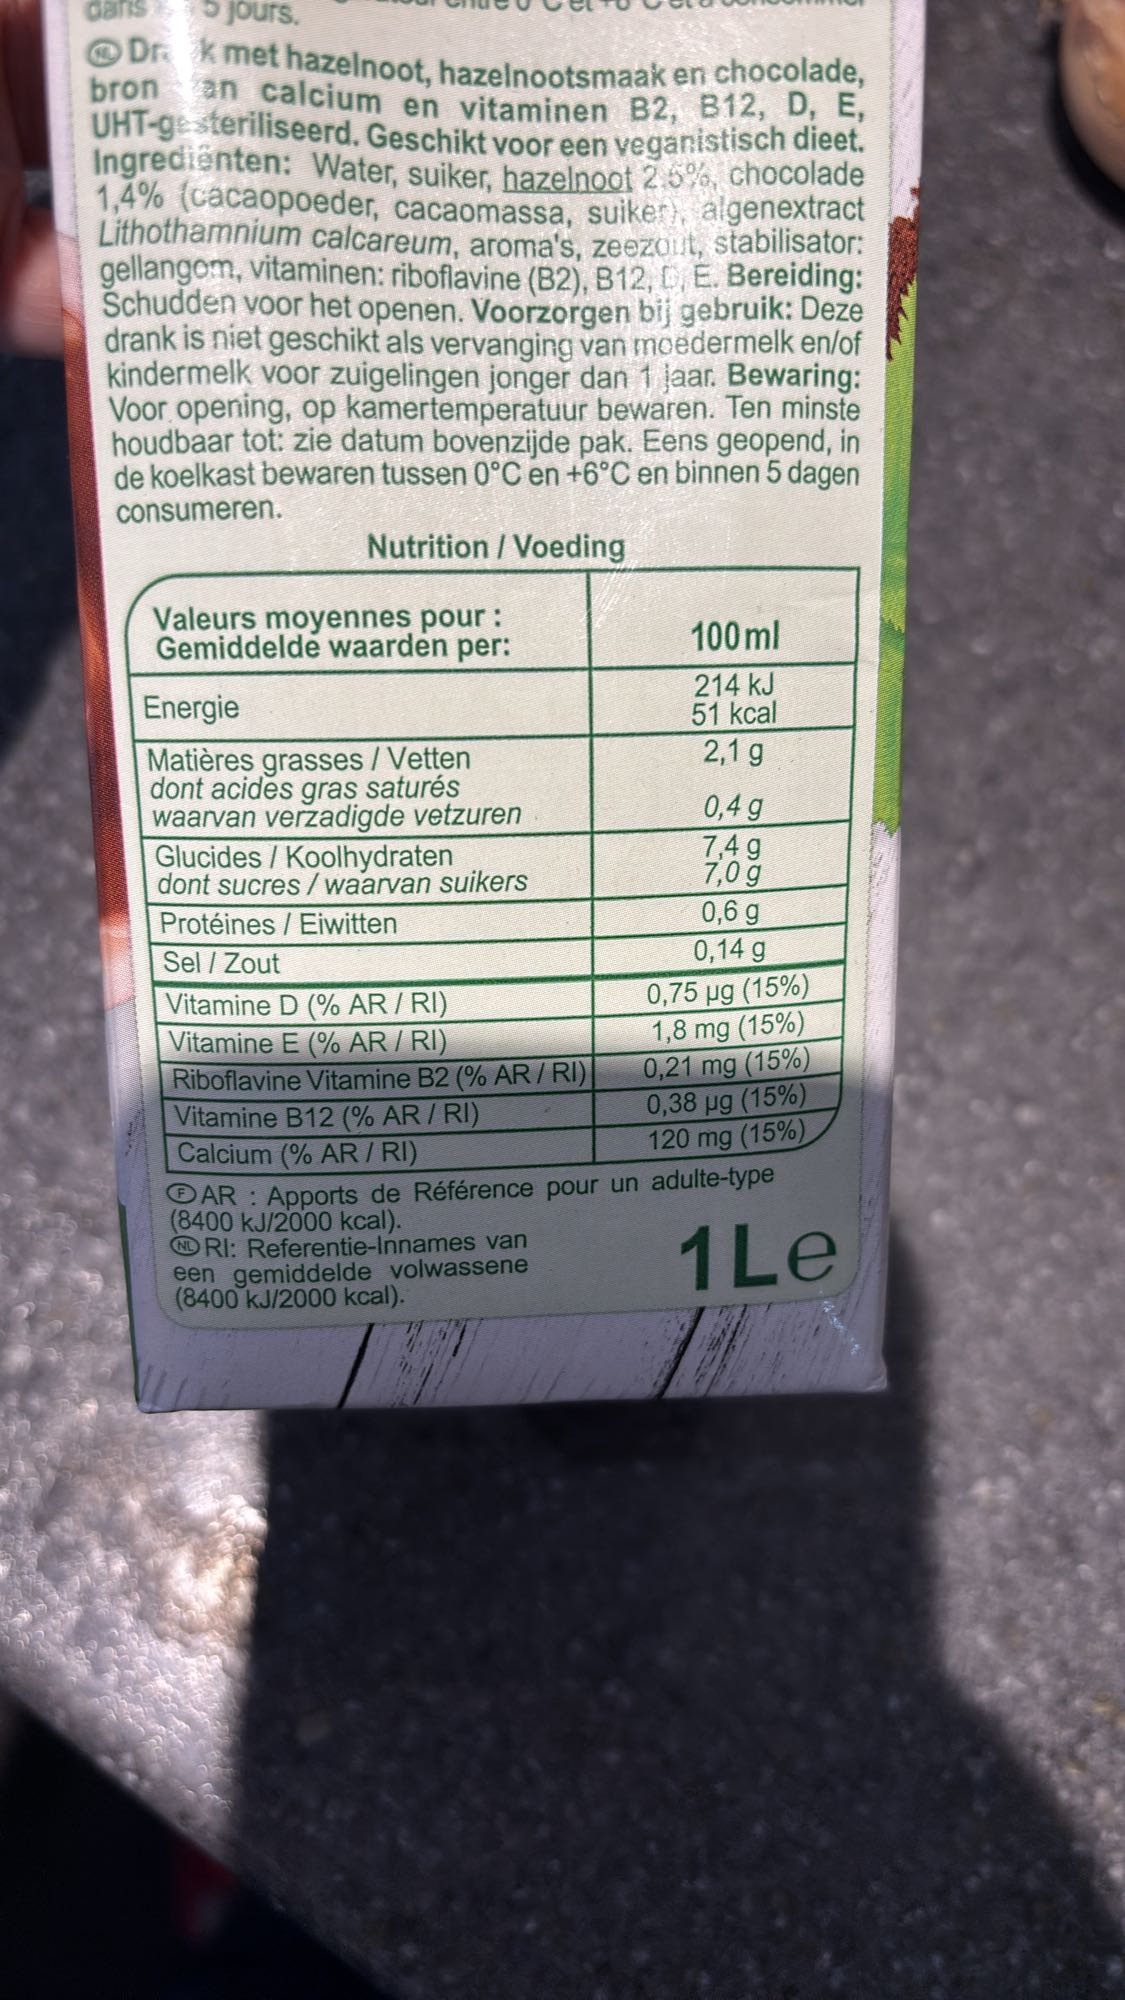 dans 5 jours.
NL Drank met hazelnoot, hazelnootsmaak en chocolade,
bron van calcium en vitaminen B2, B12, D, E,
UHT-gesteriliseerd. Geschikt voor een veganistisch dieet.
Ingrediënten: Water, suiker, hazelnoot 2.5%, chocolade
1,4% (cacaopoeder, cacaomassa, suiker), algenextract
Lithothamnium calcareum, aroma's, zeezout, stabilisator:
gellangom, vitaminen: riboflavine (B2), B12, D, E. Bereiding:
Schudden voor het openen. Voorzorgen bij gebruik: Deze
drank is niet geschikt als vervanging van moedermelk en/of
kindermelk voor zuigelingen jonger dan 1 jaar. Bewaring:
Voor opening, op kamertemperatuur bewaren. Ten minste
houdbaar tot: zie datum bovenzijde pak. Eens geopend, in
de koelkast bewaren tussen 0°C en +6°C en binnen 5 dagen
consumeren.
Nutrition / Voeding
Valeurs moyennes pour :
Gemiddelde waarden per:
100 ml
Energie
214 kJ
51 kcal
Matières grasses / Vetten 2,1 g
dont acides gras saturés
waarvan verzadigde vetzuren 0,4 g
Glucides / Koolhydraten 7,4 g
dont sucres / waarvan suikers 7,0 g
Protéines / Eiwitten 0,6 g
Sel / Zout 0,14 g
Vitamine D (% AR / RI) 0,75 µg (15%)
Vitamine E (% AR / RI) 1,8 mg (15%)
Riboflavine Vitamine B2 (% AR / RI) 0,21 mg (15%)
Vitamine B12 (% AR / RI) 0,38 µg (15%)
Calcium (% AR / RI) 120 mg (15%)
F AR : Apports de Référence pour un adulte-type
(8400 kJ/2000 kcal).
NL RI: Referentie-Innames van
een gemiddelde volwassene
(8400 kJ/2000 kcal).
1L e